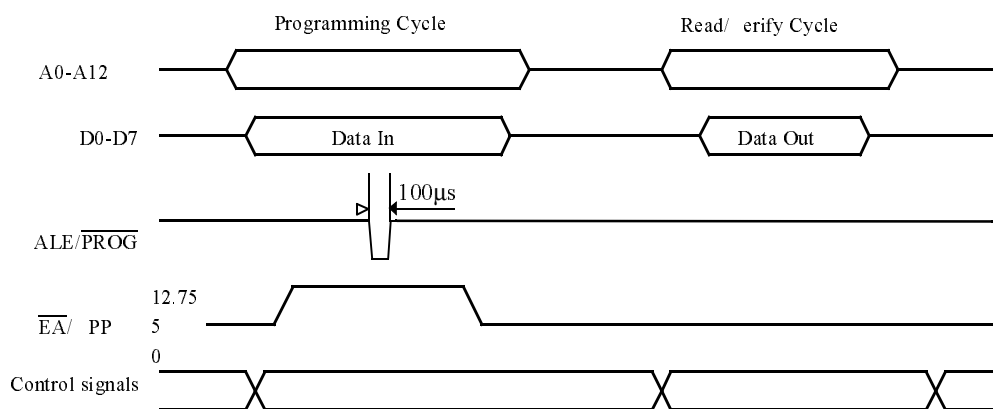 Programming Cycle
Read/ erify Cycle
A0-A12
D0-D7
Data In
Data Out
100µs
ALE/PROG
12.75
EA/ PP
5
0
Control signals